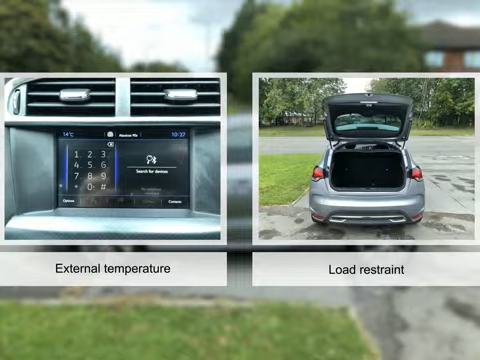 14°C 10:27
1 2 3
4 5 6
7 8 9
* 0+ #
Search for devices
Options
Contacts
External temperature
Load restraint